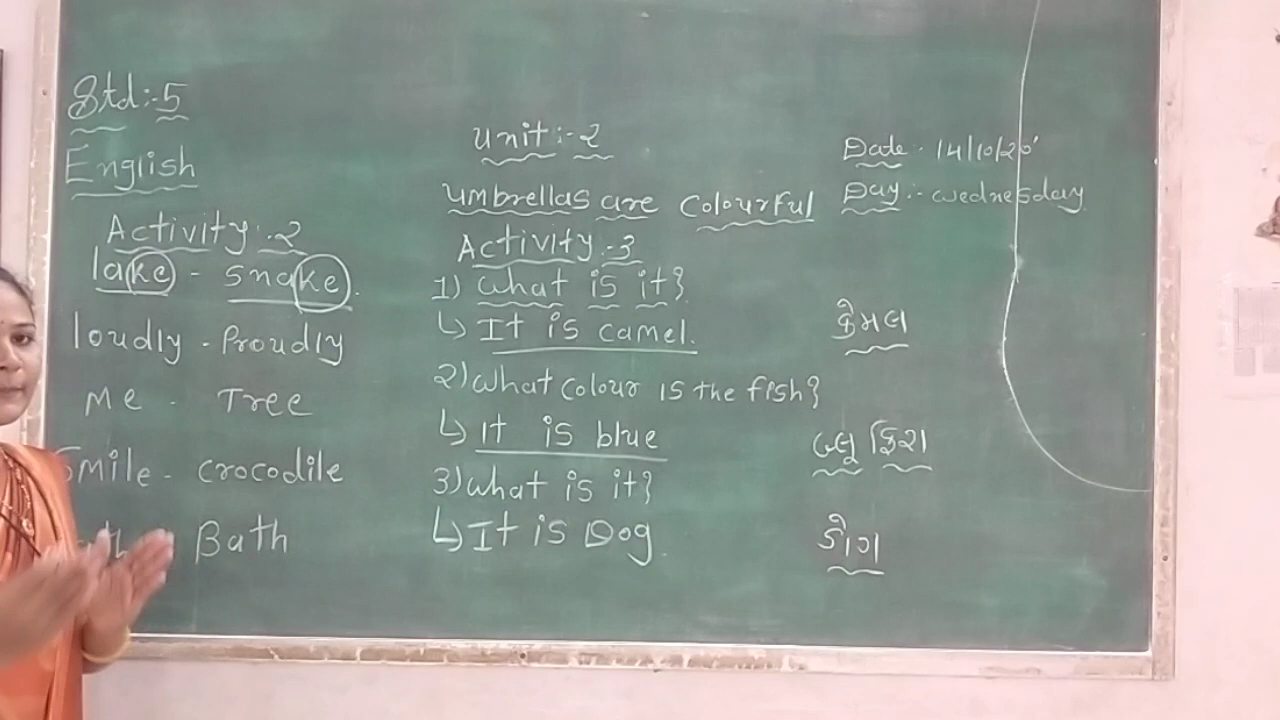 Std :- 5
English
Activity :- 2
lake - snake.
loudly - Proudly
Me - Tree
Smile - crocodile
Bath
Unit :- 2
Umbrellas are Colourful
Activity :- 3
1) What is it?
↳ It is camel.
2) What colour is the fish?
↳ It is blue
3) What is it?
↳ It is Dog
Date :- 14/10/20
Day :- Wednesday
કેમલ
બ્લુ ફિશ
ડોગ